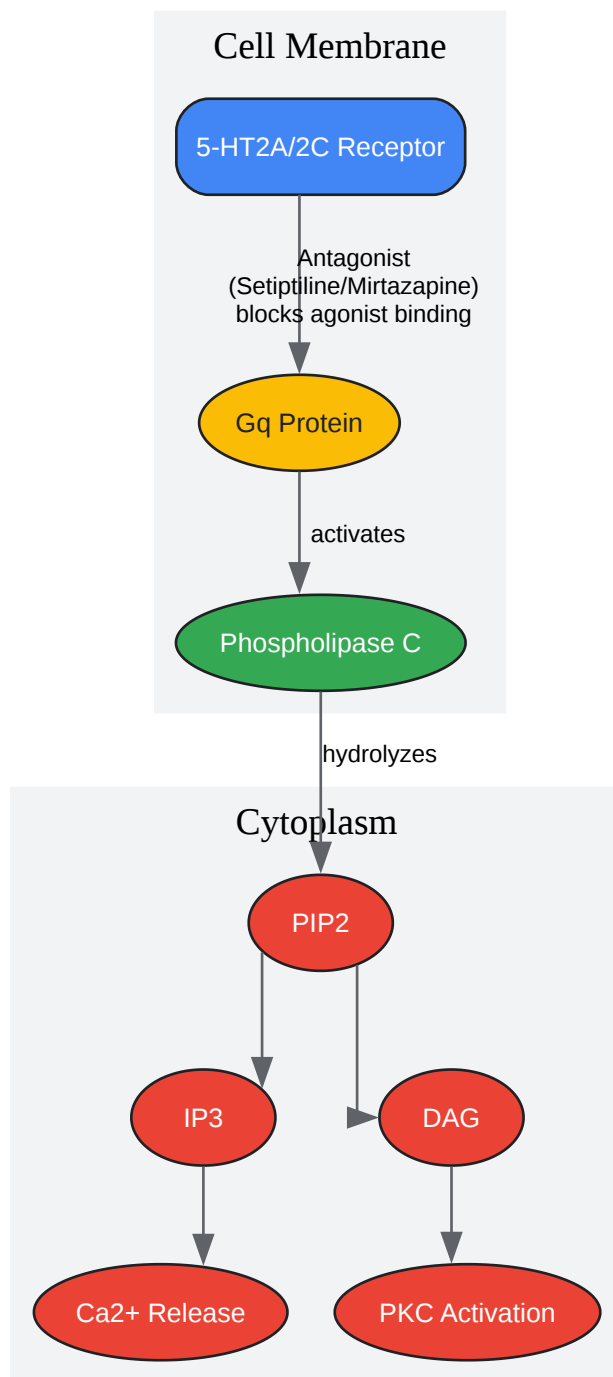 Cell Membrane
5-HT2A/2C Receptor
Antagonist
(Setiptiline/Mirtazapine)
blocks agonist binding
Gq Protein
activates
Phospholipase C
hydrolyzes
Cytoplasm
PIP2
IP3
DAG
Ca2+ Release
PKC Activation